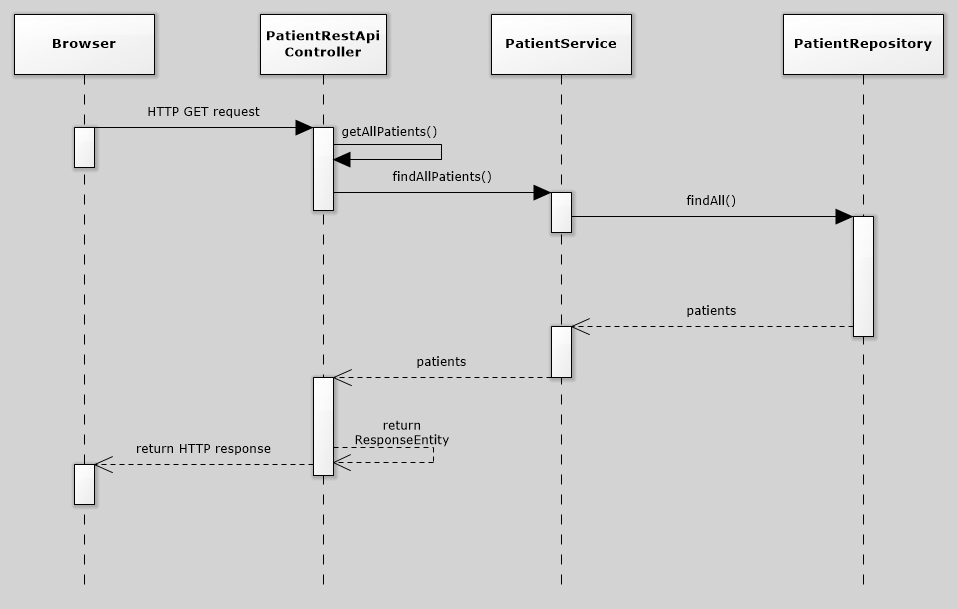 Browser
PatientRestApi
Controller
PatientService
PatientRepository
HTTP GET request
getAllPatients()
findAllPatients()
findAll()
patients
patients
return
ResponseEntity
return HTTP response